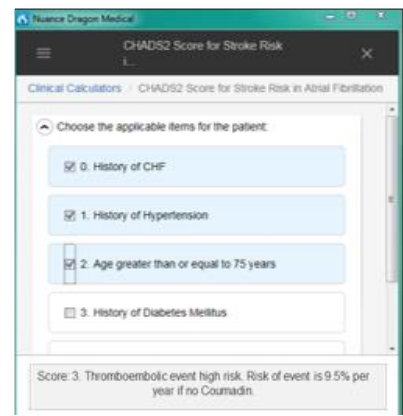 Nuance Dragon Medical
CHADS2 Score for Stroke Risk
i...
Clinical Calculators / CHADS2 Score for Stroke Risk in Atrial Fibrillation
Choose the applicable items for the patient:
0. History of CHF
1. History of Hypertension
2. Age greater than or equal to 75 years
3. History of Diabetes Mellitus
Score: 3. Thromboembolic event high risk. Risk of event is 9.5% per
year if no Coumadin.